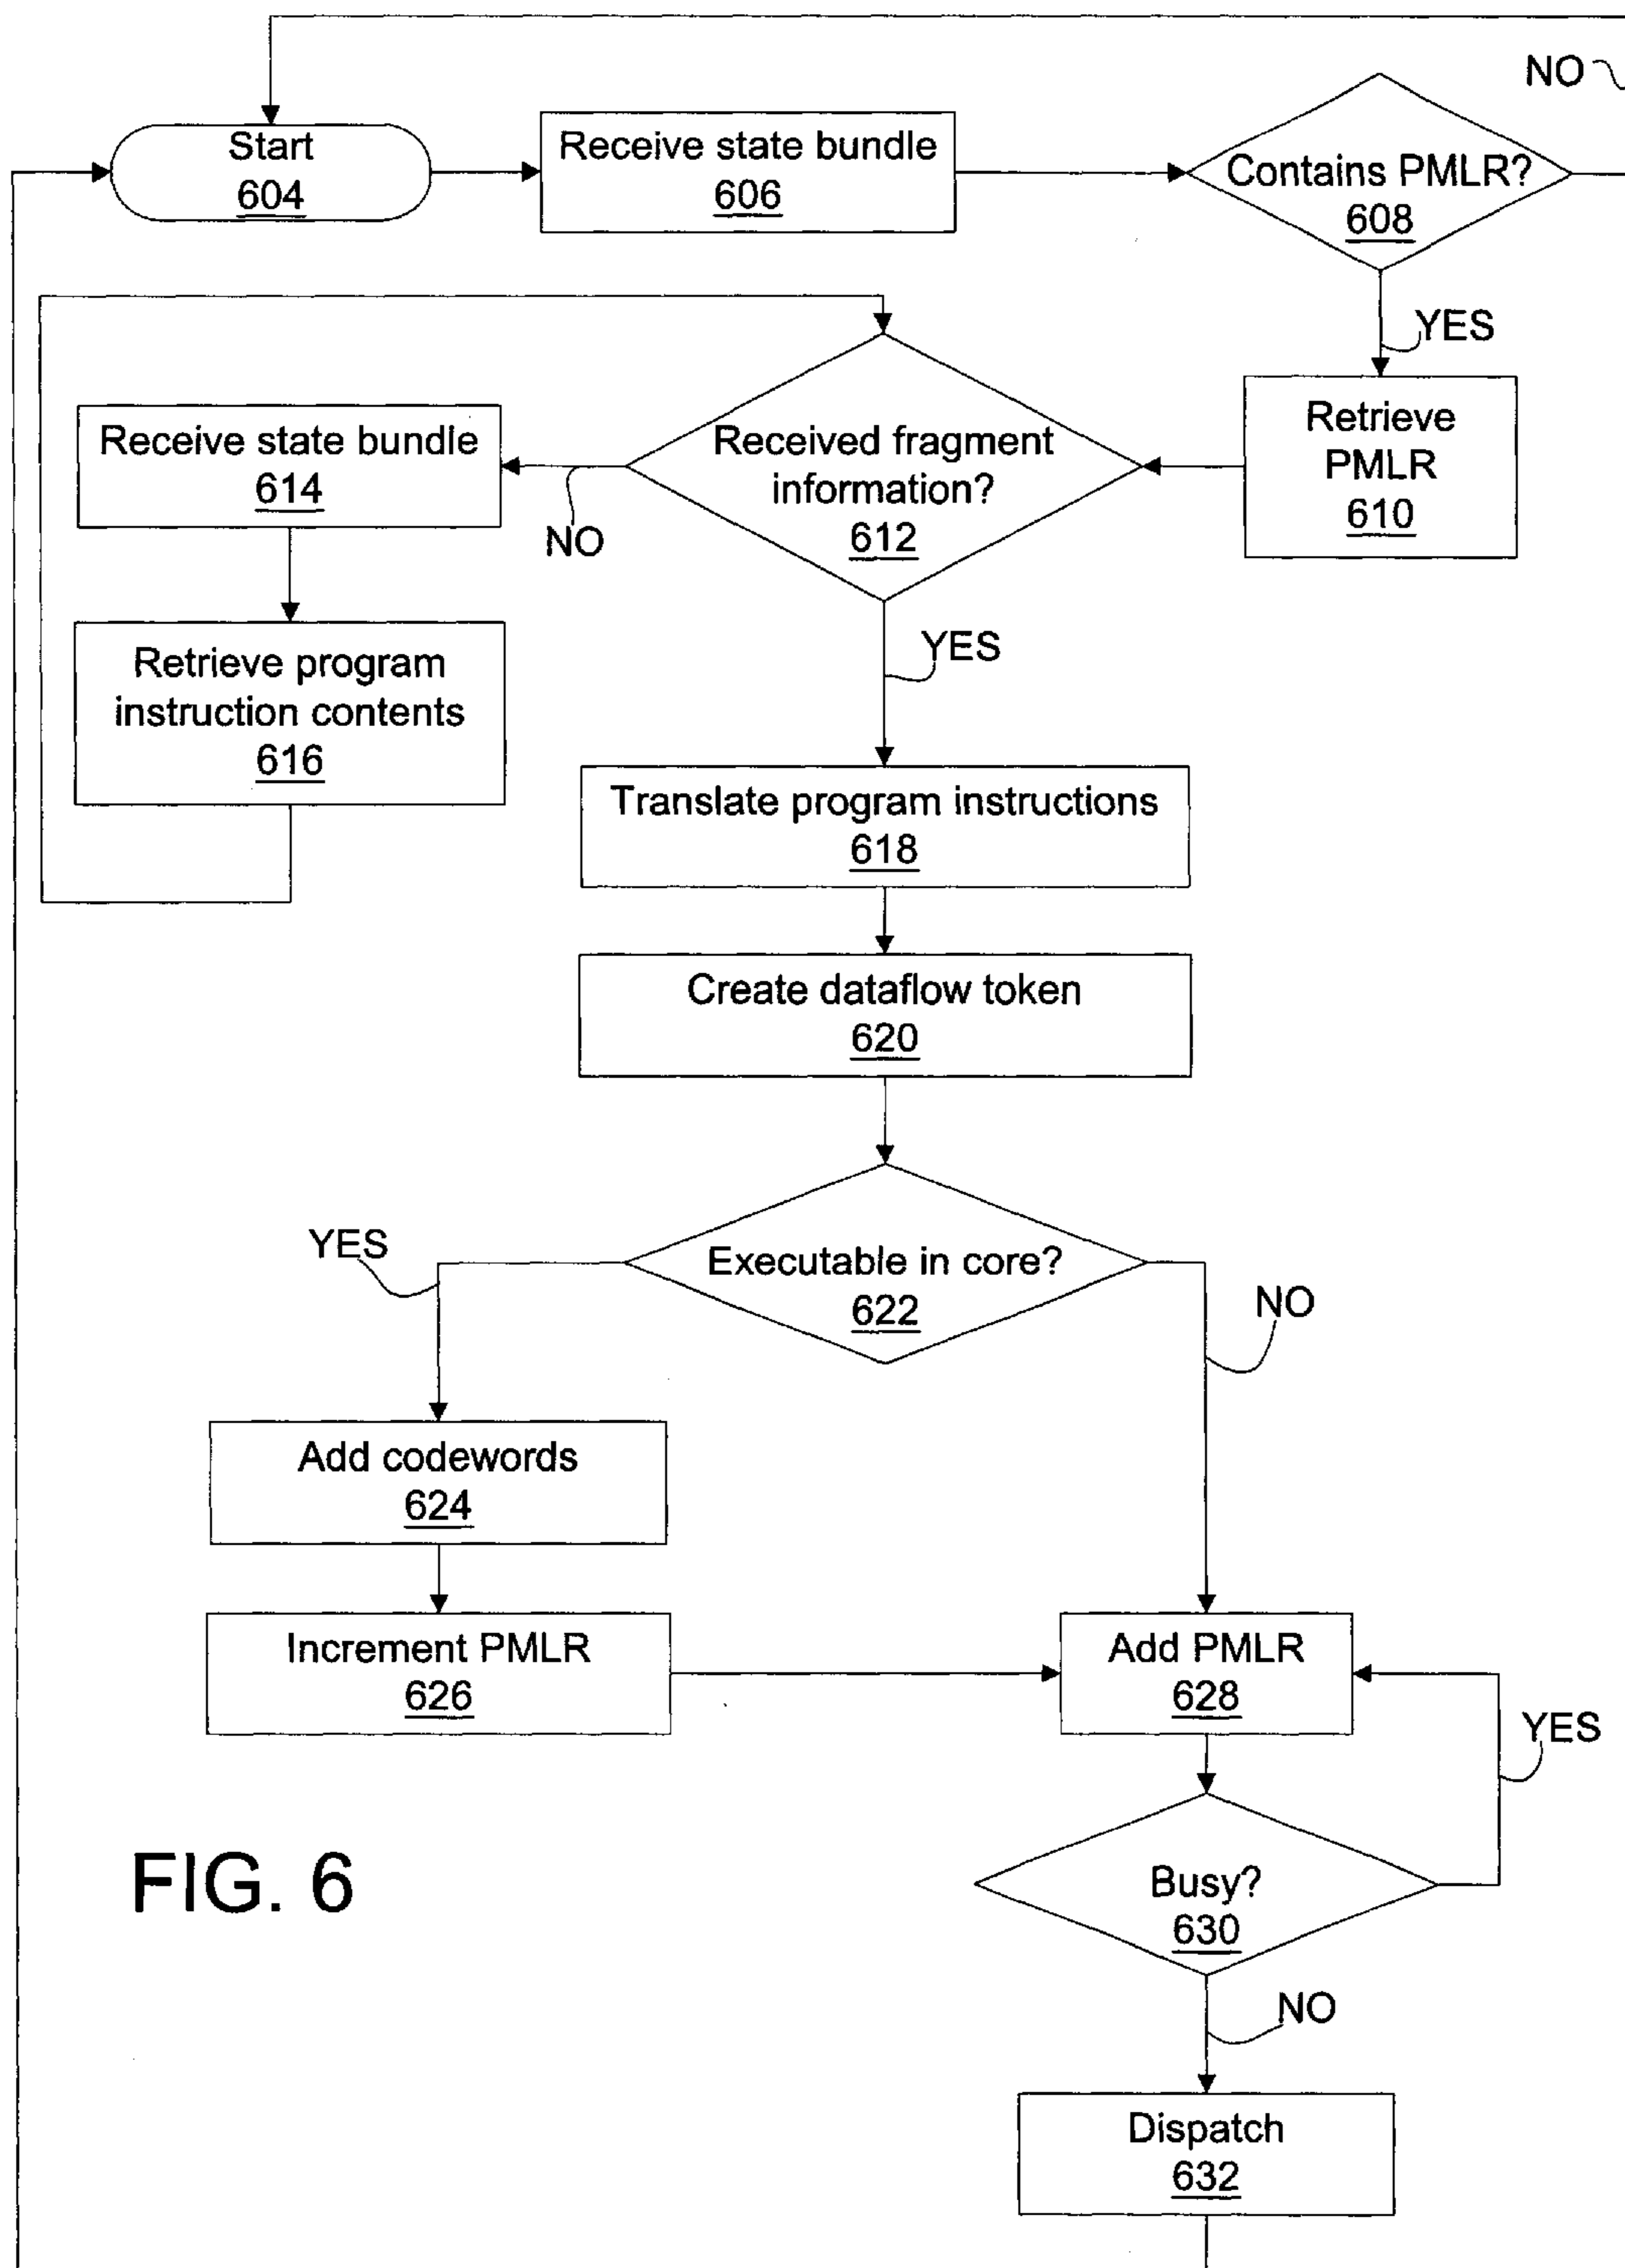 NO
Start
604
Receive state bundle
606
Contains PMLR?
608
YES
Retrieve
PMLR
610
Received fragment
information?
612
NO
Receive state bundle
614
Retrieve program
instruction contents
616
YES
Translate program instructions
618
Create dataflow token
620
Executable in core?
622
YES
NO
Add codewords
624
Increment PMLR
626
Add PMLR
628
YES
Busy?
630
NO
Dispatch
632
FIG. 6